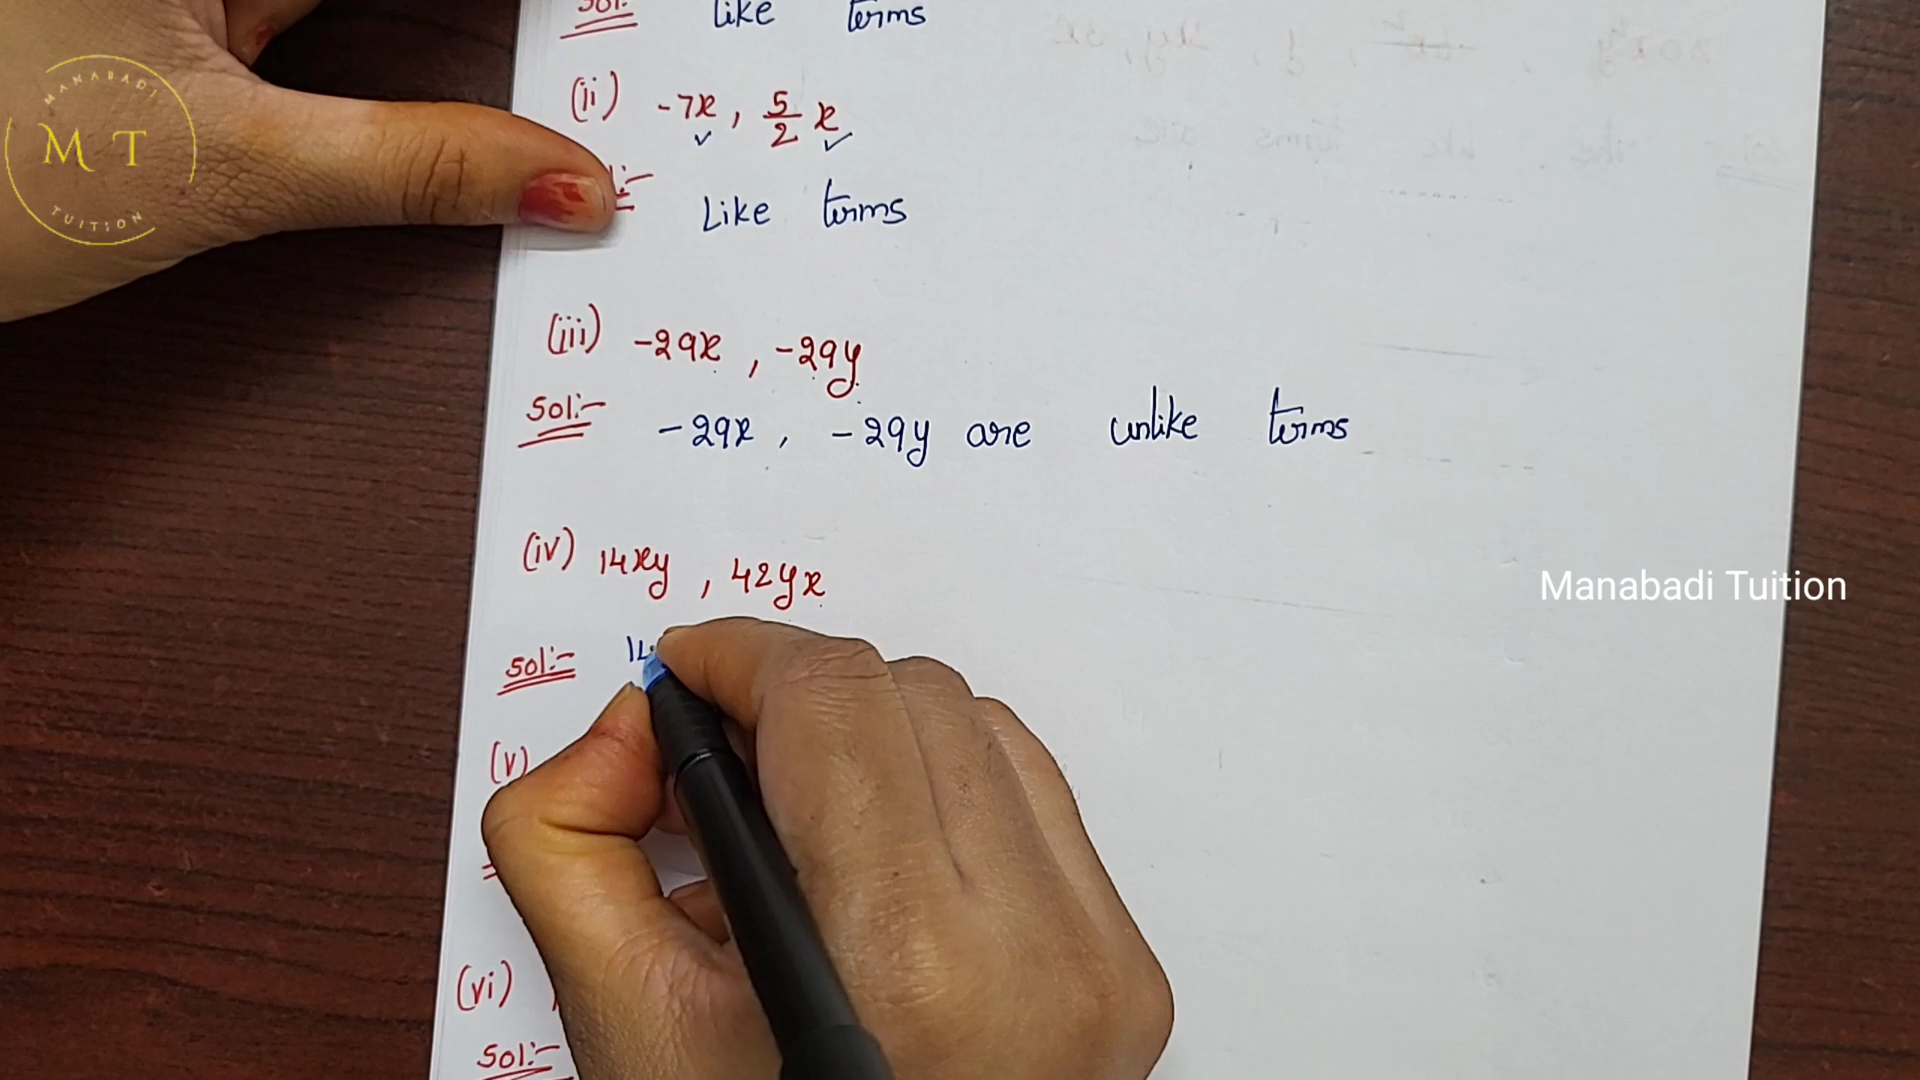 Sol:- like terms
(ii) -7x, 5/2 x
Like terms
(iii) -29x, -29y
Sol:- -29x, -29y are unlike terms
(iv) 14xy, 42yx
Sol:- 14
(v)
(vi)
Sol:-
MANABADI
MT
TUITION
Manabadi Tuition